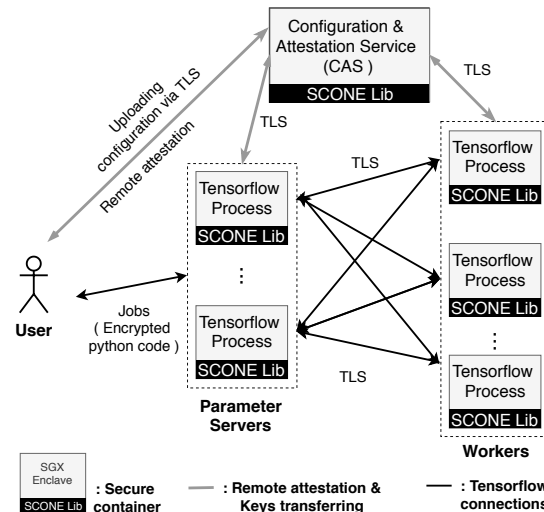 Configuration &
Attestation Service
(CAS )
SCONE Lib
Uploading
configuration via TLS
Remote attestation
TLS
TLS
TLS
Tensorflow
Process
SCONE Lib
...
Tensorflow
Process
SCONE Lib
Parameter
Servers
User
Jobs
( Encrypted
python code )
TLS
Tensorflow
Process
SCONE Lib
Tensorflow
Process
SCONE Lib
...
Tensorflow
Process
SCONE Lib
Workers
SGX
Enclave
SCONE Lib
: Secure
container
: Remote attestation &
Keys transferring
: Tensorflow
connections